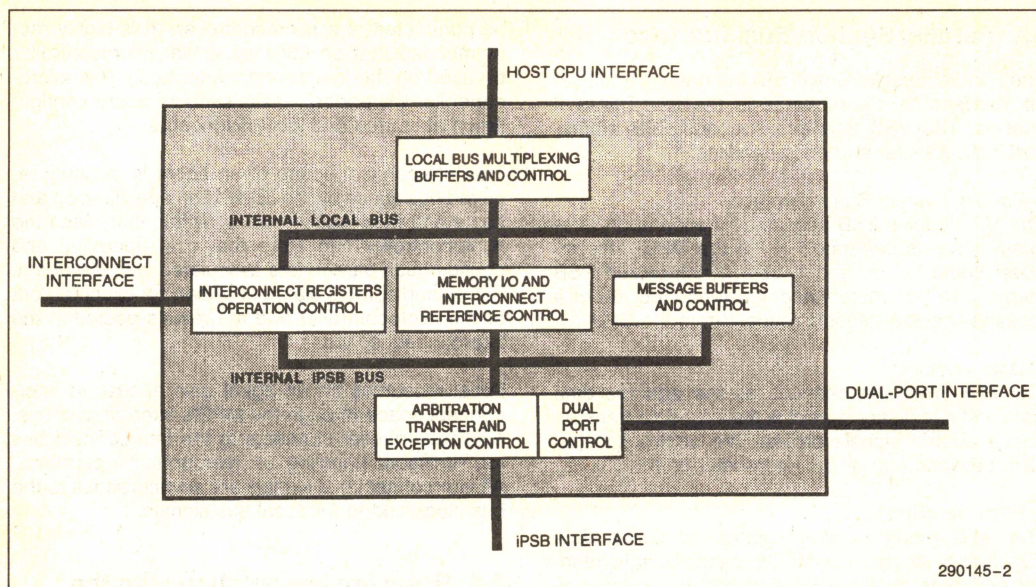 HOST CPU INTERFACE
LOCAL BUS MULTIPLEXING
BUFFERS AND CONTROL
INTERNAL LOCAL BUS
INTERCONNECT
INTERFACE
INTERCONNECT REGISTERS
OPERATION CONTROL
MEMORY I/O AND
INTERCONNECT
REFERENCE CONTROL
MESSAGE BUFFERS
AND CONTROL
INTERNAL IPSB BUS
ARBITRATION
TRANSFER AND
EXCEPTION CONTROL
DUAL
PORT
CONTROL
DUAL-PORT INTERFACE
iPSB INTERFACE
290145–2